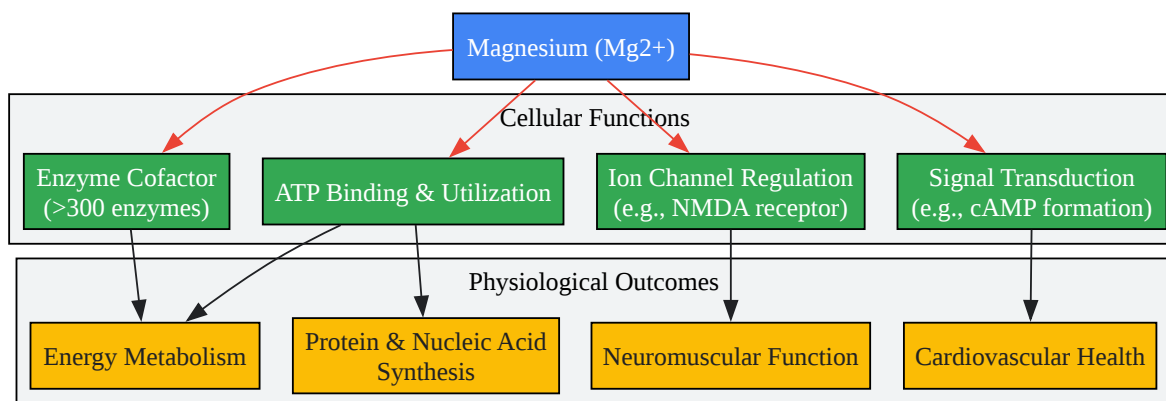 Magnesium (Mg2+)
Cellular Functions
Enzyme Cofactor
(>300 enzymes)
ATP Binding & Utilization
Ion Channel Regulation
(e.g., NMDA receptor)
Signal Transduction
(e.g., cAMP formation)
Physiological Outcomes
Energy Metabolism
Protein & Nucleic Acid
Synthesis
Neuromuscular Function
Cardiovascular Health